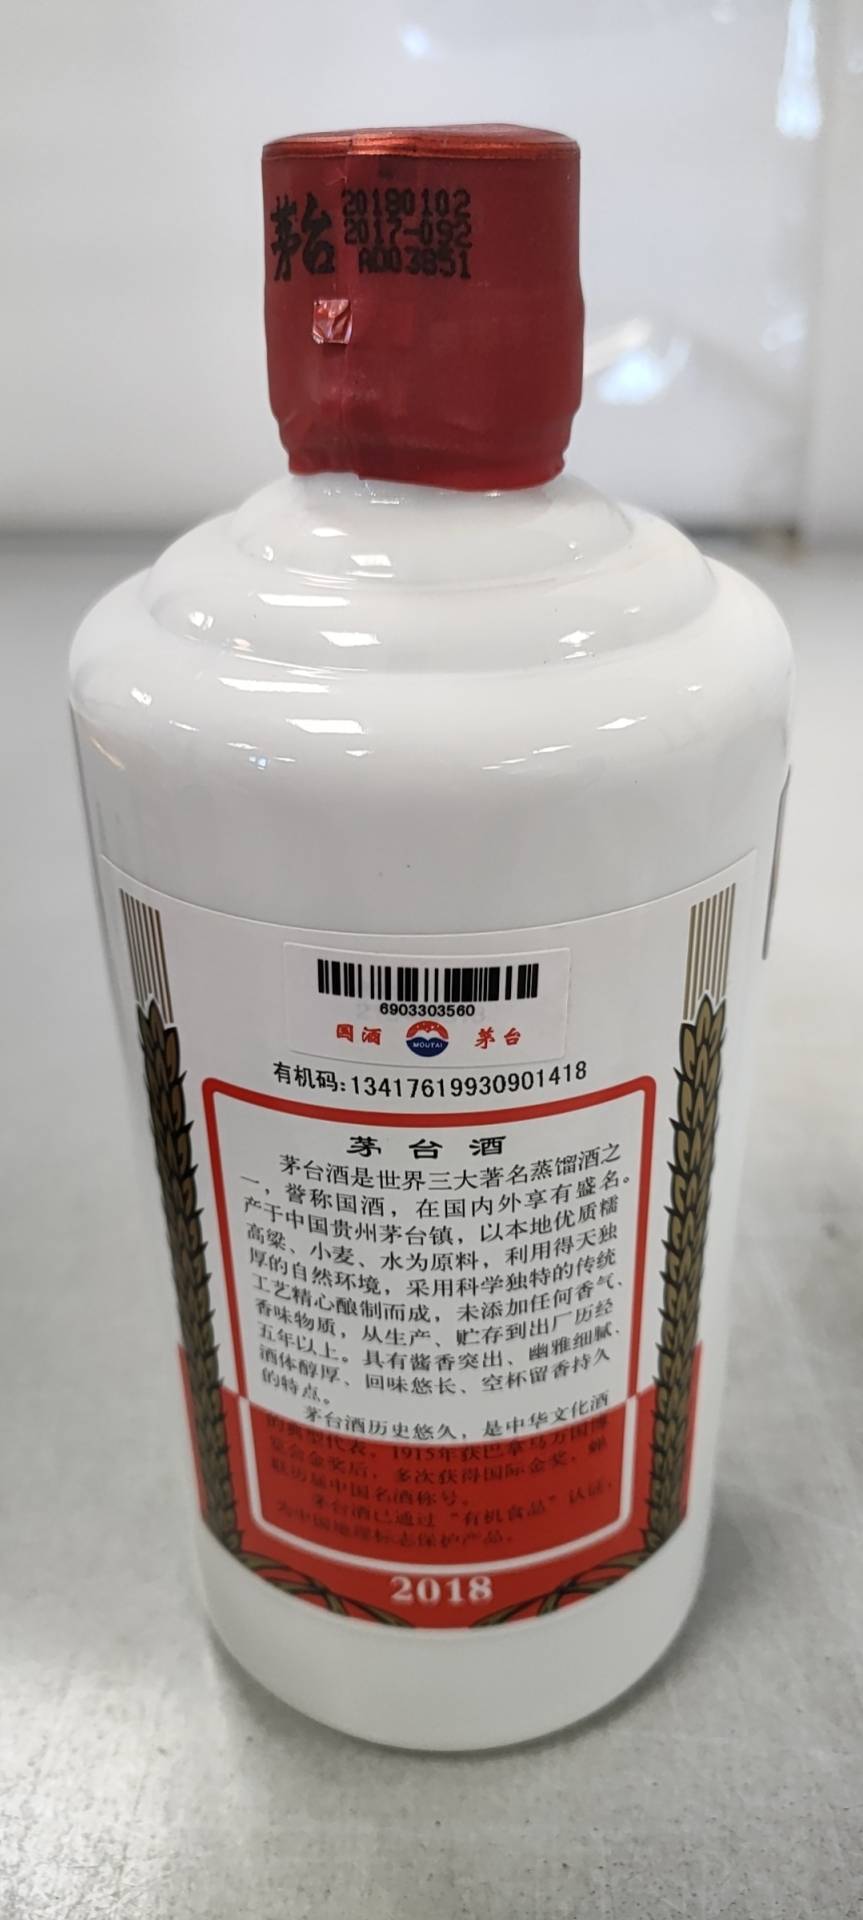 茅台
20180102
2017-092
A003851
6903303560
国酒
MOUTAI
茅台
有机码:13417619930901418
茅台酒
茅台酒是世界三大著名蒸馏酒之
一，誉称国酒，在国内外享有盛名。
产于中国贵州茅台镇，以本地优质糯
高粱、小麦、水为原料，利用得天独
厚的自然环境，采用科学独特的传统
工艺精心酿制而成，未添加任何香气、
香味物质，从生产、贮存到出厂历经
五年以上。具有酱香突出、幽雅细腻、
酒体醇厚、回味悠长、空杯留香持久
的特点。
茅台酒历史悠久，是中华文化酒
的典型代表，1915年获巴拿马万国博
览会金奖后，多次获得国际金奖，蝉
联历届中国名酒称号。
茅台酒已通过“有机食品”认证，
为中国地理标志保护产品。
2018